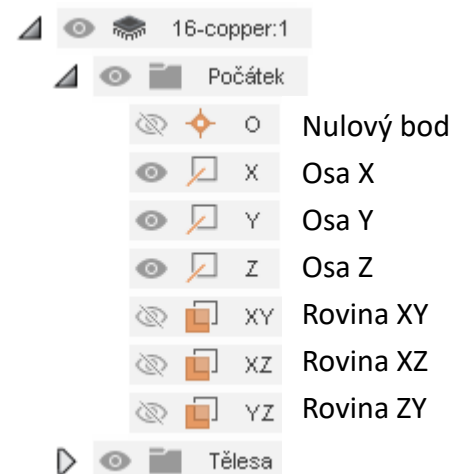 16-copper:1
Počátek
O Nulový bod
X Osa X
Y Osa Y
Z Osa Z
XY Rovina XY
XZ Rovina XZ
YZ Rovina ZY
Tělesa